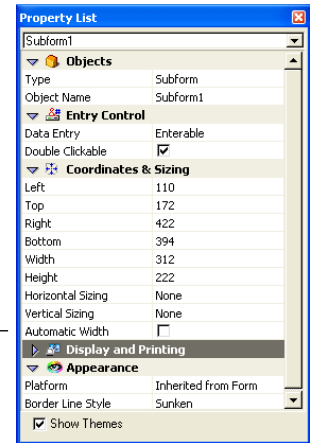 Property List
Subform1
Objects
Type Subform
Object Name Subform1
Entry Control
Data Entry Enterable
Double Clickable
Coordinates & Sizing
Left 110
Top 172
Right 422
Bottom 394
Width 312
Height 222
Horizontal Sizing None
Vertical Sizing None
Automatic Width
Display and Printing
Appearance
Platform Inherited from Form
Border Line Style Sunken
Show Themes